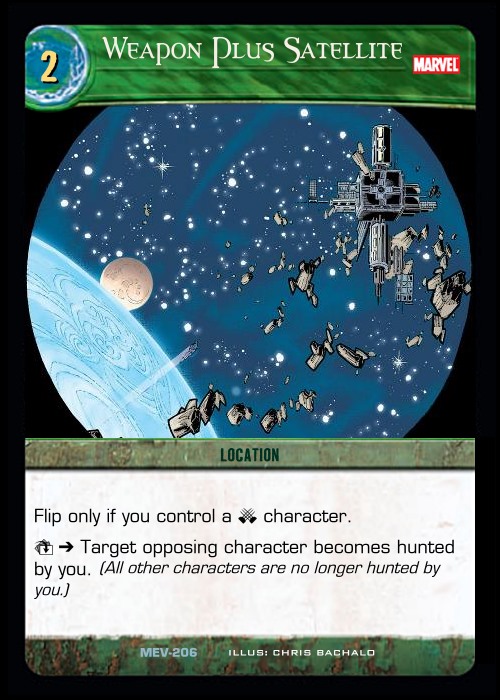 2
Weapon Plus Satellite
MARVEL
LOCATION
Flip only if you control a character.
➔ Target opposing character becomes hunted
by you. (All other characters are no longer hunted by
you.)
MEV-206 ILLUS: CHRIS BACHALO